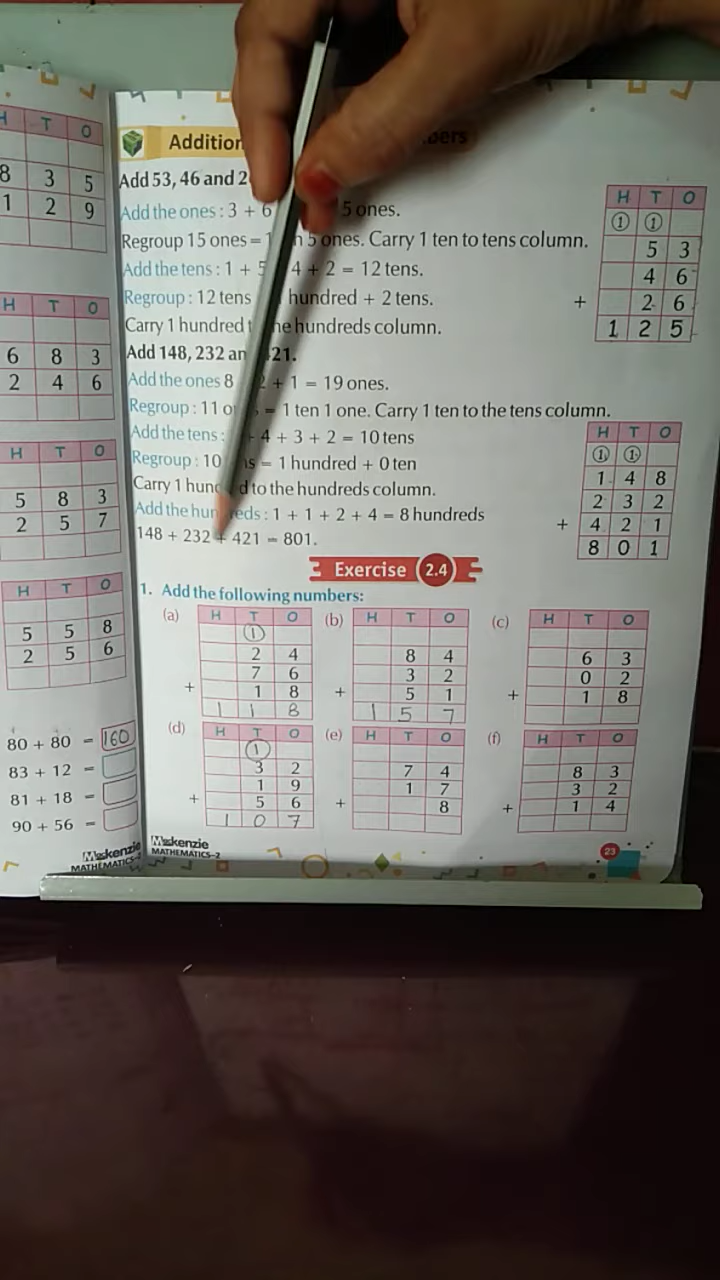 H T O
8 3 5
1 2 9
H T O
6 8 3
2 4 6
H T O
5 8 3
2 5 7
H T O
5 5 8
2 5 6
80 + 80 = 160
83 + 12 =
81 + 18 =
90 + 56 =
Mckenzie
MATHEMATICS-2
Addition
Add 53, 46 and 2
Add the ones : 3 + 6 5 ones.
Regroup 15 ones = 1 5 ones. Carry 1 ten to tens column.
Add the tens : 1 + 5 4 + 2 = 12 tens.
Regroup : 12 tens hundred + 2 tens.
Carry 1 hundred hundreds column.
H T O
1 1
5 3
4 6
+ 2 6
1 2 5
Add 148, 232 an 421.
Add the ones 8 2 + 1 = 19 ones.
Regroup : 11 = 1 ten 1 one. Carry 1 ten to the tens column.
Add the tens : + 4 + 3 + 2 = 10 tens
Regroup : 10 = 1 hundred + 0 ten
Carry 1 to the hundreds column.
Add the hundreds : 1 + 1 + 2 + 4 = 8 hundreds
148 + 232 + 421 = 801.
H T O
1 1
1 4 8
2 3 2
+ 4 2 1
8 0 1
Exercise 2.4
1. Add the following numbers:
(a) H T O
1
2 4
7 6
+ 1 8
1 1 8
(b) H T O
8 4
3 2
+ 5 1
1 5 7
(c) H T O
6 3
0 2
+ 1 8
(d) H T O
1
3 2
1 9
+ 5 6
1 0 7
(e) H T O
7 4
1 7
+ 8
(f) H T O
8 3
3 2
+ 1 4
Mckenzie
MATHEMATICS-2
23